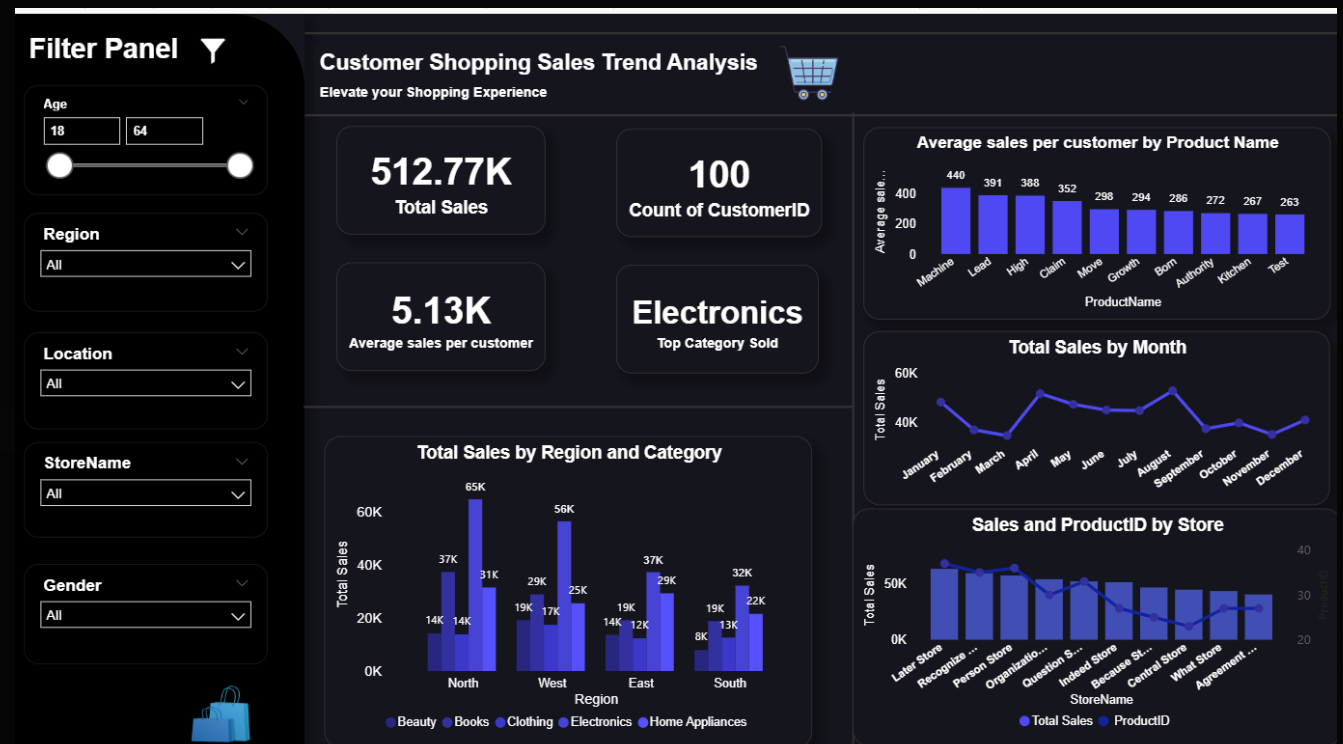 Filter Panel
Age
18
64
Region
All
Location
All
StoreName
All
Gender
All
Customer Shopping Sales Trend Analysis
Elevate your Shopping Experience
512.77K
Total Sales
100
Count of CustomerID
5.13K
Average sales per customer
Electronics
Top Category Sold
Total Sales by Region and Category
Total Sales
60K
40K
20K
0K
14K 37K 14K 65K 31K
19K 29K 17K 56K 25K
14K 19K 12K 37K 29K
8K 19K 13K 32K 22K
North West East South
Region
Beauty Books Clothing Electronics Home Appliances
Average sales per customer by Product Name
Average sale...
400
200
0
440 391 388 352 298 294 286 272 267 263
Machine Lead High Claim Move Growth Born Authority Kitchen Test
ProductName
Total Sales by Month
Total Sales
60K
40K
January February March April May June July August September October November December
Sales and ProductID by Store
Total Sales
50K
0K
40
30
20
ProductID
Later Store Recognize ... Person Store Organizatio... Question S... Indeed Store Because St... Central Store What Store Agreement ...
StoreName
Total Sales ProductID